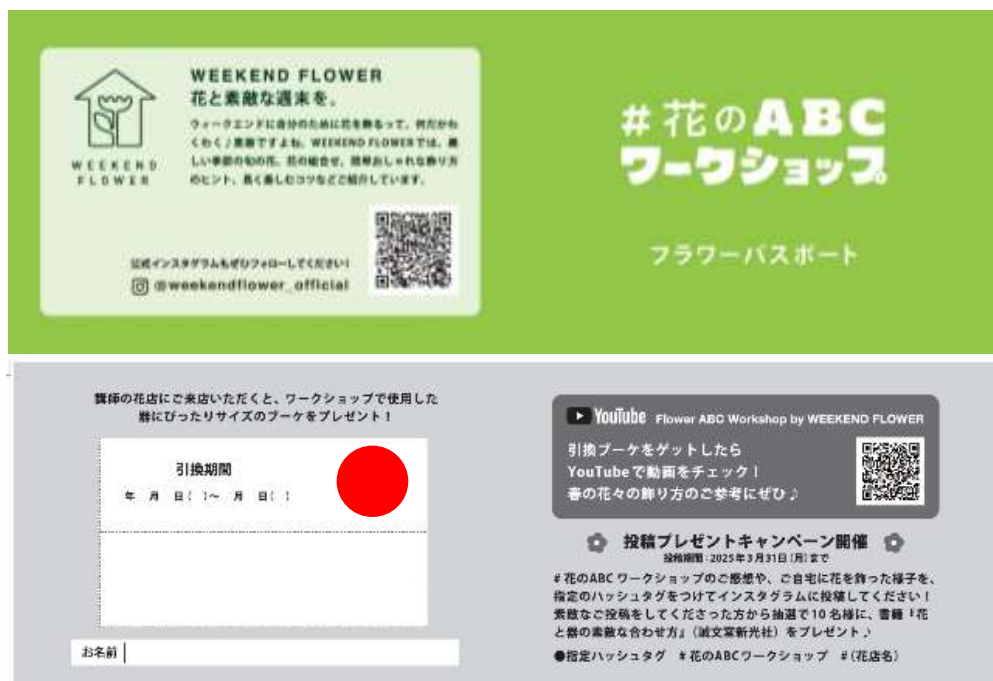 WEEKEND FLOWER
花と素敵な週末を。
ウィークエンドに自分のために花を飾るって、何だかわ
くわく♪素敵ですよね。WEEKEND FLOWERでは、美
しい季節の旬の花、花の組合せ、簡単おしゃれな飾り方
のヒント、長く楽しむコツなどご紹介しています。
WEEKEND
FLOWER
公式インスタグラムもぜひフォローしてください!
@weekendflower_official
#花のABC
ワークショップ
フラワーパスポート
講師の花店にご来店いただくと、ワークショップで使用した
器にぴったりサイズのブーケをプレゼント!
引換期間
年 月 日( )~ 月 日( )
お名前
YouTube Flower ABC Workshop by WEEKEND FLOWER
引換ブーケをゲットしたら
YouTubeで動画をチェック!
春の花々の飾り方のご参考にぜひ♪
投稿プレゼントキャンペーン開催
投稿期間:2025年3月31日(月)まで
#花のABCワークショップのご感想や、ご自宅に花を飾った様子を、
指定のハッシュタグをつけてインスタグラムに投稿してください!
素敵なご投稿をしてくださった方から抽選で10名様に、書籍『花
と器の素敵な合わせ方』(誠文堂新光社)をプレゼント♪
●指定ハッシュタグ #花のABCワークショップ #(花店名)